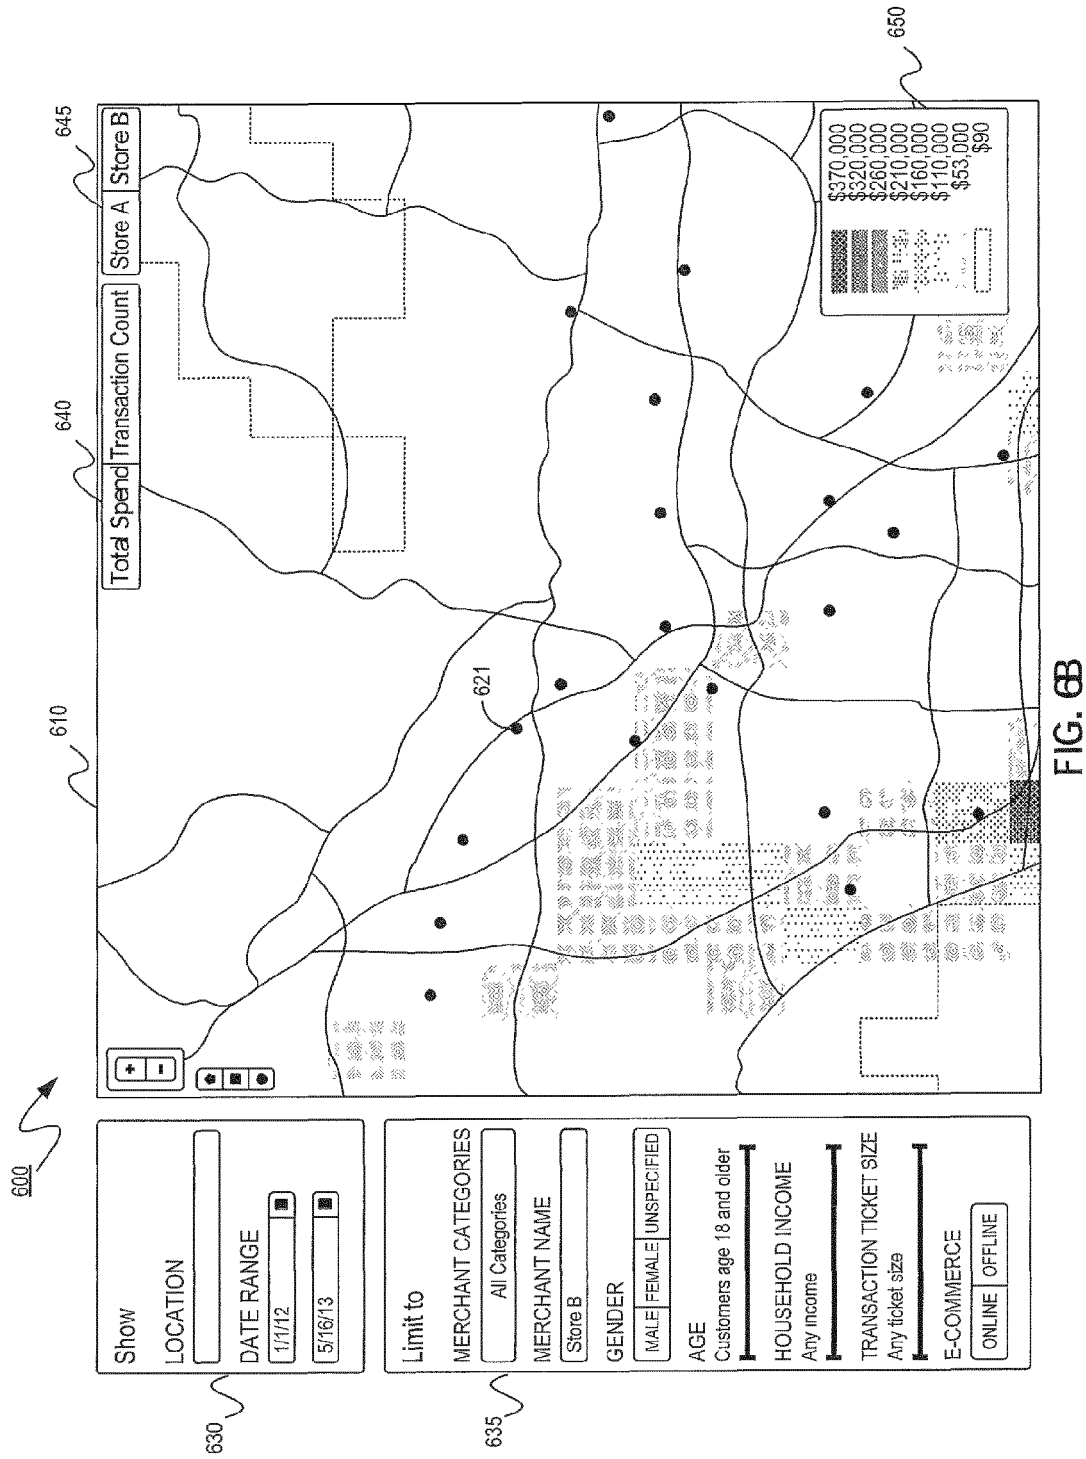 600
610
640
645
Total Spend
Transaction Count
Store A
Store B
621
650
$370,000
$320,000
$260,000
$210,000
$160,000
$110,000
$53,000
$90
630
Show
LOCATION
DATE RANGE
1/1/12
5/16/13
635
Limit to
MERCHANT CATEGORIES
All Categories
MERCHANT NAME
Store B
GENDER
MALE
FEMALE
UNSPECIFIED
AGE
Customers age 18 and older
HOUSEHOLD INCOME
Any income
TRANSACTION TICKET SIZE
Any ticket size
E-COMMERCE
ONLINE
OFFLINE
FIG. 6B